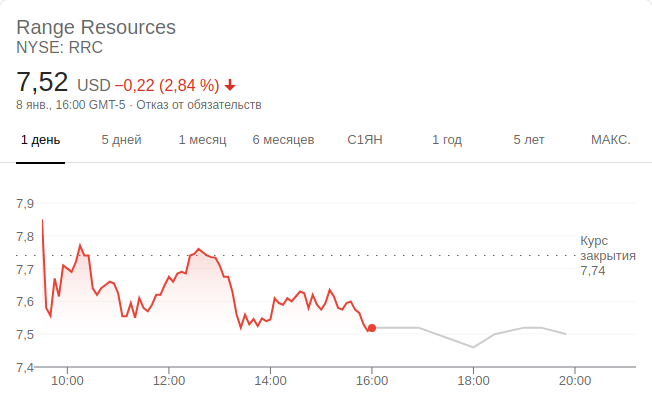 Range Resources
NYSE: RRC
7,52 USD −0,22 (2,84 %)
8 янв., 16:00 GMT-5 · Отказ от обязательств
1 день 5 дней 1 месяц 6 месяцев С1ЯН 1 год 5 лет МАКС.
7,9
7,8
Курс
закрытия
7,74
7,7
7,6
7,5
7,4
10:00 12:00 14:00 16:00 18:00 20:00